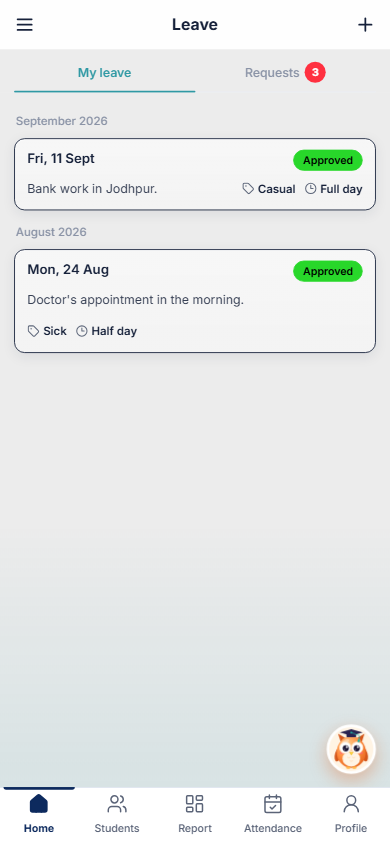 Leave
My leave
Requests 3
September 2026
Fri, 11 Sept
Approved
Bank work in Jodhpur.
Casual
Full day
August 2026
Mon, 24 Aug
Approved
Doctor's appointment in the morning.
Sick
Half day
Home
Students
Report
Attendance
Profile